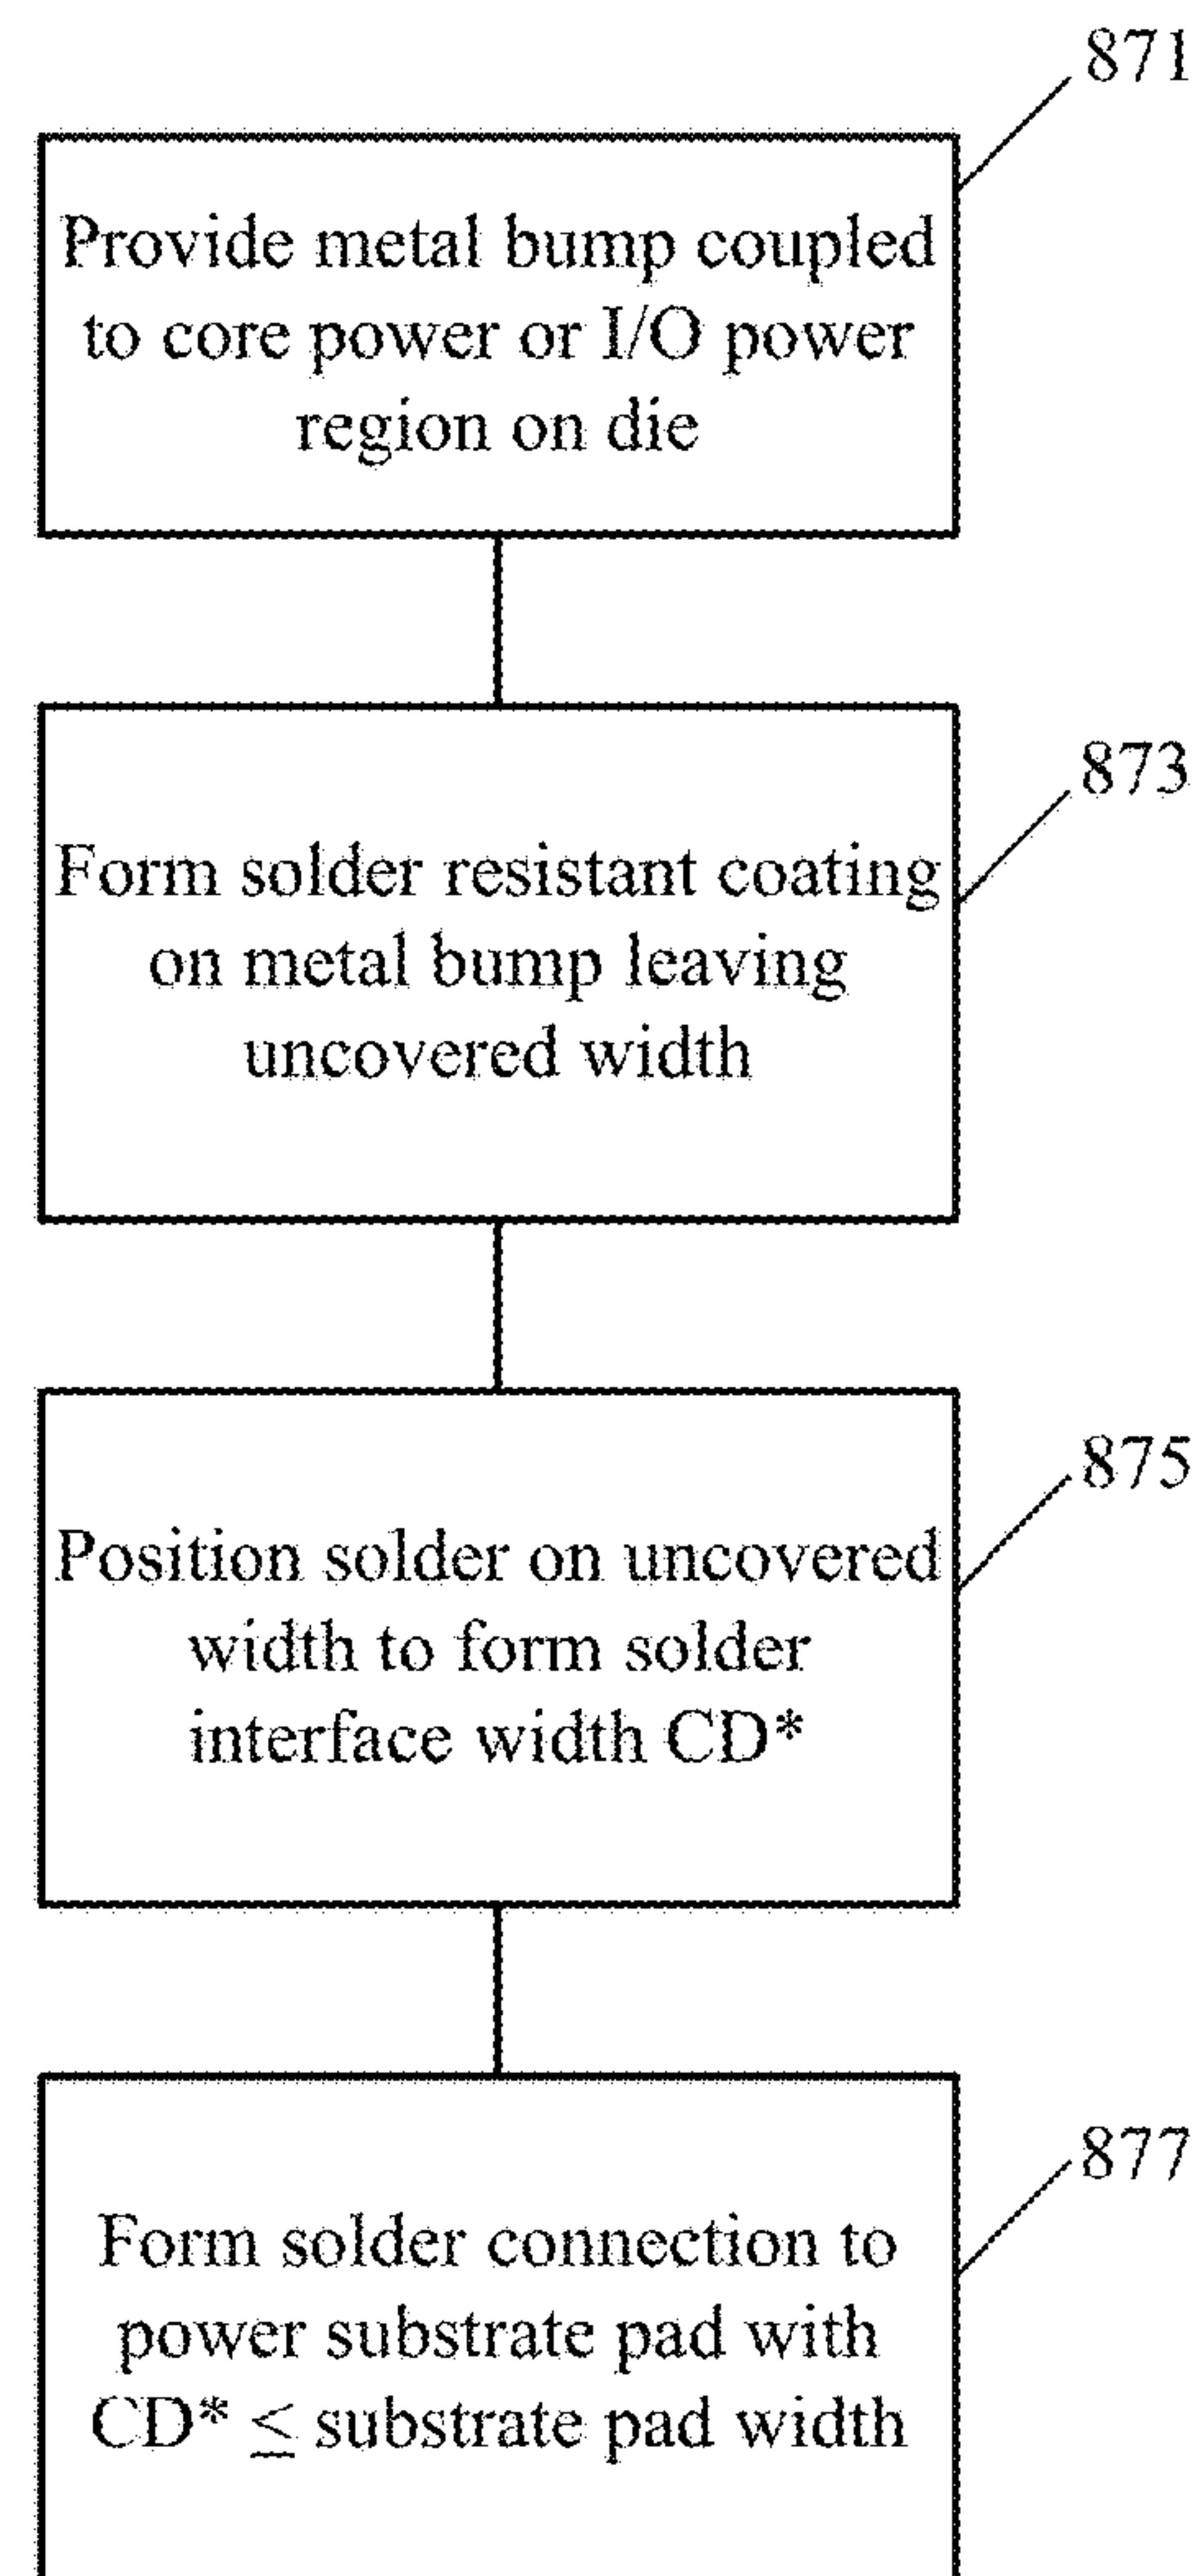 871
Provide metal bump coupled
to core power or I/O power
region on die
873
Form solder resistant coating
on metal bump leaving
uncovered width
875
Position solder on uncovered
width to form solder
interface width CD*
877
Form solder connection to
power substrate pad with
CD* ≤ substrate pad width